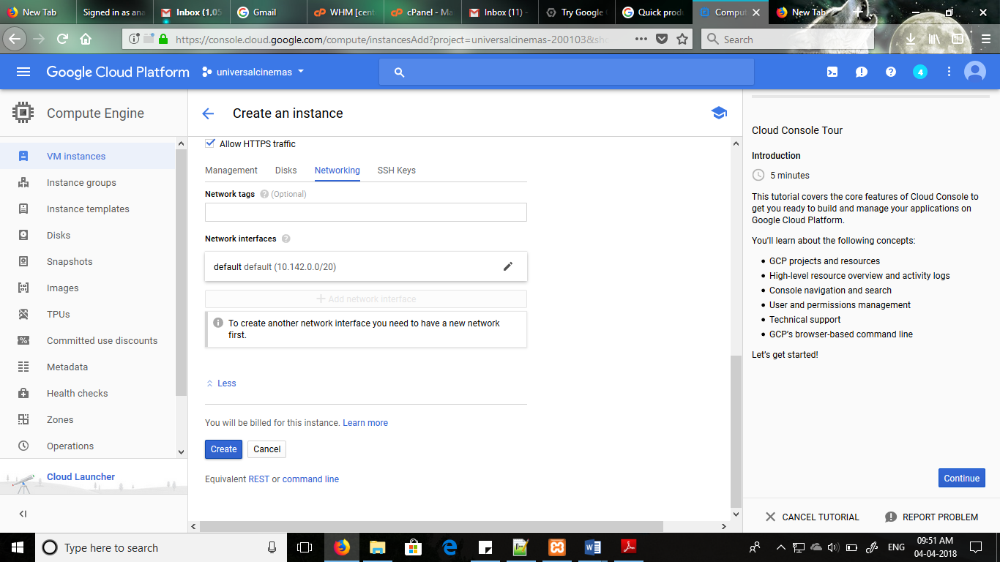 New Tab
Signed in as ana
Inbox (1,05
Gmail
WHM [cent
cPanel - Ma
Inbox (11) -
Try Google
Quick prod
Comput
New Tab
https://console.cloud.google.com/compute/instancesAdd?project=universalcinemas-200103&sh
Search
Google Cloud Platform
universalcinemas
4
Compute Engine
VM instances
Instance groups
Instance templates
Disks
Snapshots
Images
TPUs
Committed use discounts
Metadata
Health checks
Zones
Operations
Cloud Launcher
Create an instance
Allow HTTPS traffic
Management Disks Networking SSH Keys
Network tags (Optional)
Network interfaces
default default (10.142.0.0/20)
Add network interface
To create another network interface you need to have a new network
first.
Less
You will be billed for this instance. Learn more
Create Cancel
Equivalent REST or command line
Cloud Console Tour
Introduction
5 minutes
This tutorial covers the core features of Cloud Console to
get you ready to build and manage your applications on
Google Cloud Platform.
You'll learn about the following concepts:
• GCP projects and resources
• High-level resource overview and activity logs
• Console navigation and search
• User and permissions management
• Technical support
• GCP's browser-based command line
Let's get started!
Continue
CANCEL TUTORIAL
REPORT PROBLEM
Type here to search
ENG
09:51 AM
04-04-2018